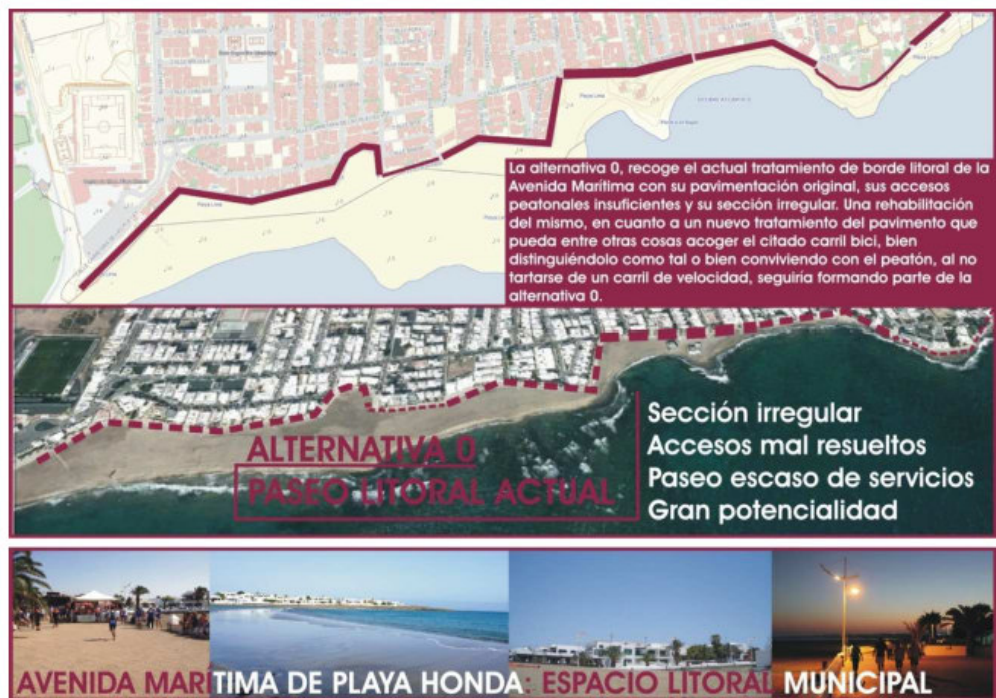 La alternativa 0, recoge el actual tratamiento de borde litoral de la
Avenida Marítima con su pavimentación original, sus accesos
peatonales insuficientes y su sección irregular. Una rehabilitación
del mismo, en cuanto a un nuevo tratamiento del pavimento que
pueda entre otras cosas acoger el citado carril bici, bien
distinguiéndolo como tal o bien conviviendo con el peatón, al no
tartarse de un carril de velocidad, seguiría formando parte de la
alternativa 0.
ALTERNATIVA 0
PASEO LITORAL ACTUAL
Sección irregular
Accesos mal resueltos
Paseo escaso de servicios
Gran potencialidad
AVENIDA MARÍTIMA DE PLAYA HONDA: ESPACIO LITORAL MUNICIPAL